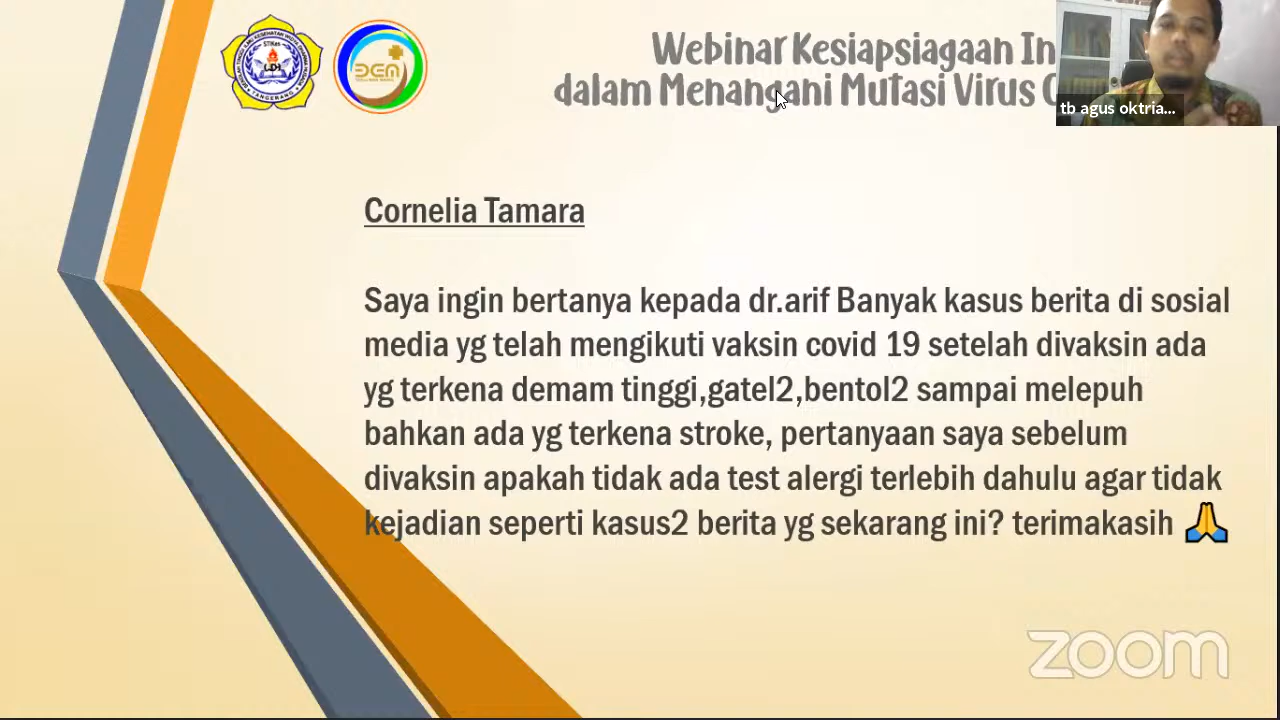 Webinar Kesiapsiagaan In
dalam Menangani Mutasi Virus C
tb agus oktria...
TANGERANG
Cornelia Tamara
Saya ingin bertanya kepada dr.arif Banyak kasus berita di sosial
media yg telah mengikuti vaksin covid 19 setelah divaksin ada
yg terkena demam tinggi,gatel2,bentol2 sampai melepuh
bahkan ada yg terkena stroke, pertanyaan saya sebelum
divaksin apakah tidak ada test alergi terlebih dahulu agar tidak
kejadian seperti kasus2 berita yg sekarang ini? terimakasih 🙏
zoom